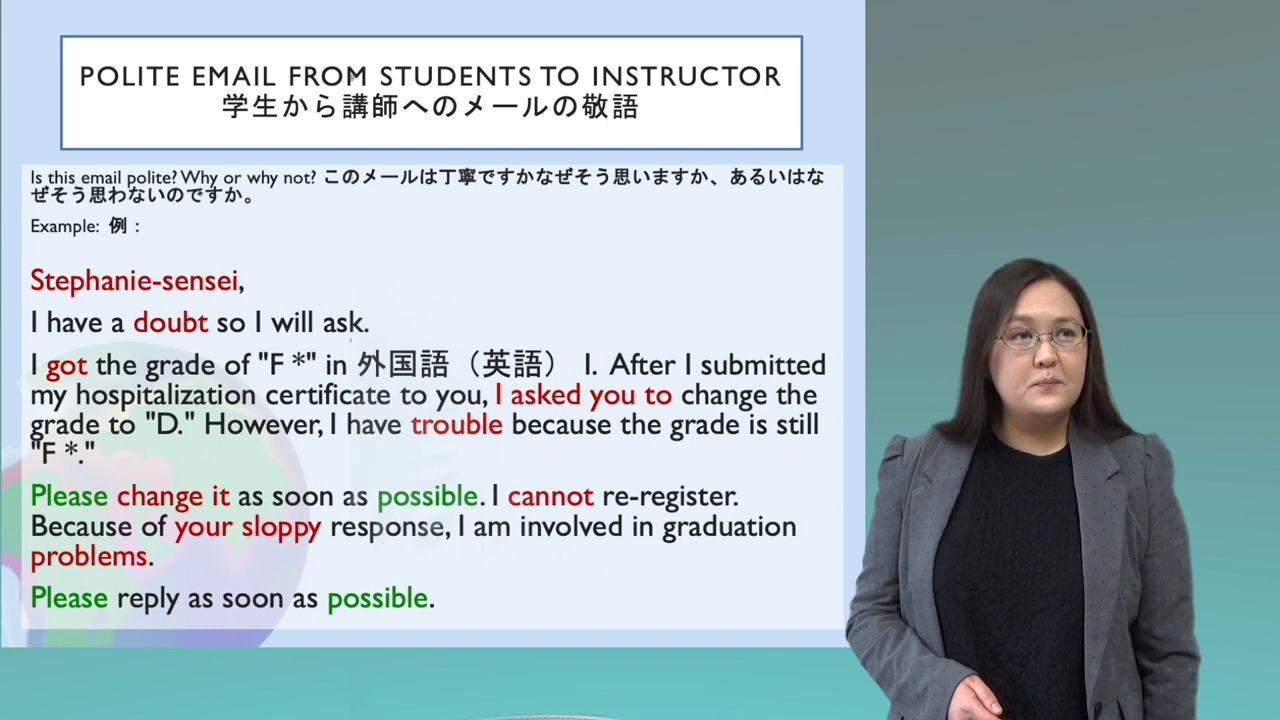 POLITE EMAIL FROM STUDENTS TO INSTRUCTOR
学生から講師へのメールの敬語
Is this email polite? Why or why not? このメールは丁寧ですかなぜそう思いますか、あるいはな
ぜそう思わないのですか。
Example: 例：
Stephanie-sensei,
I have a doubt so I will ask.
I got the grade of "F *" in 外国語（英語） I. After I submitted
my hospitalization certificate to you, I asked you to change the
grade to "D." However, I have trouble because the grade is still
"F *."
Please change it as soon as possible. I cannot re-register.
Because of your sloppy response, I am involved in graduation
problems.
Please reply as soon as possible.